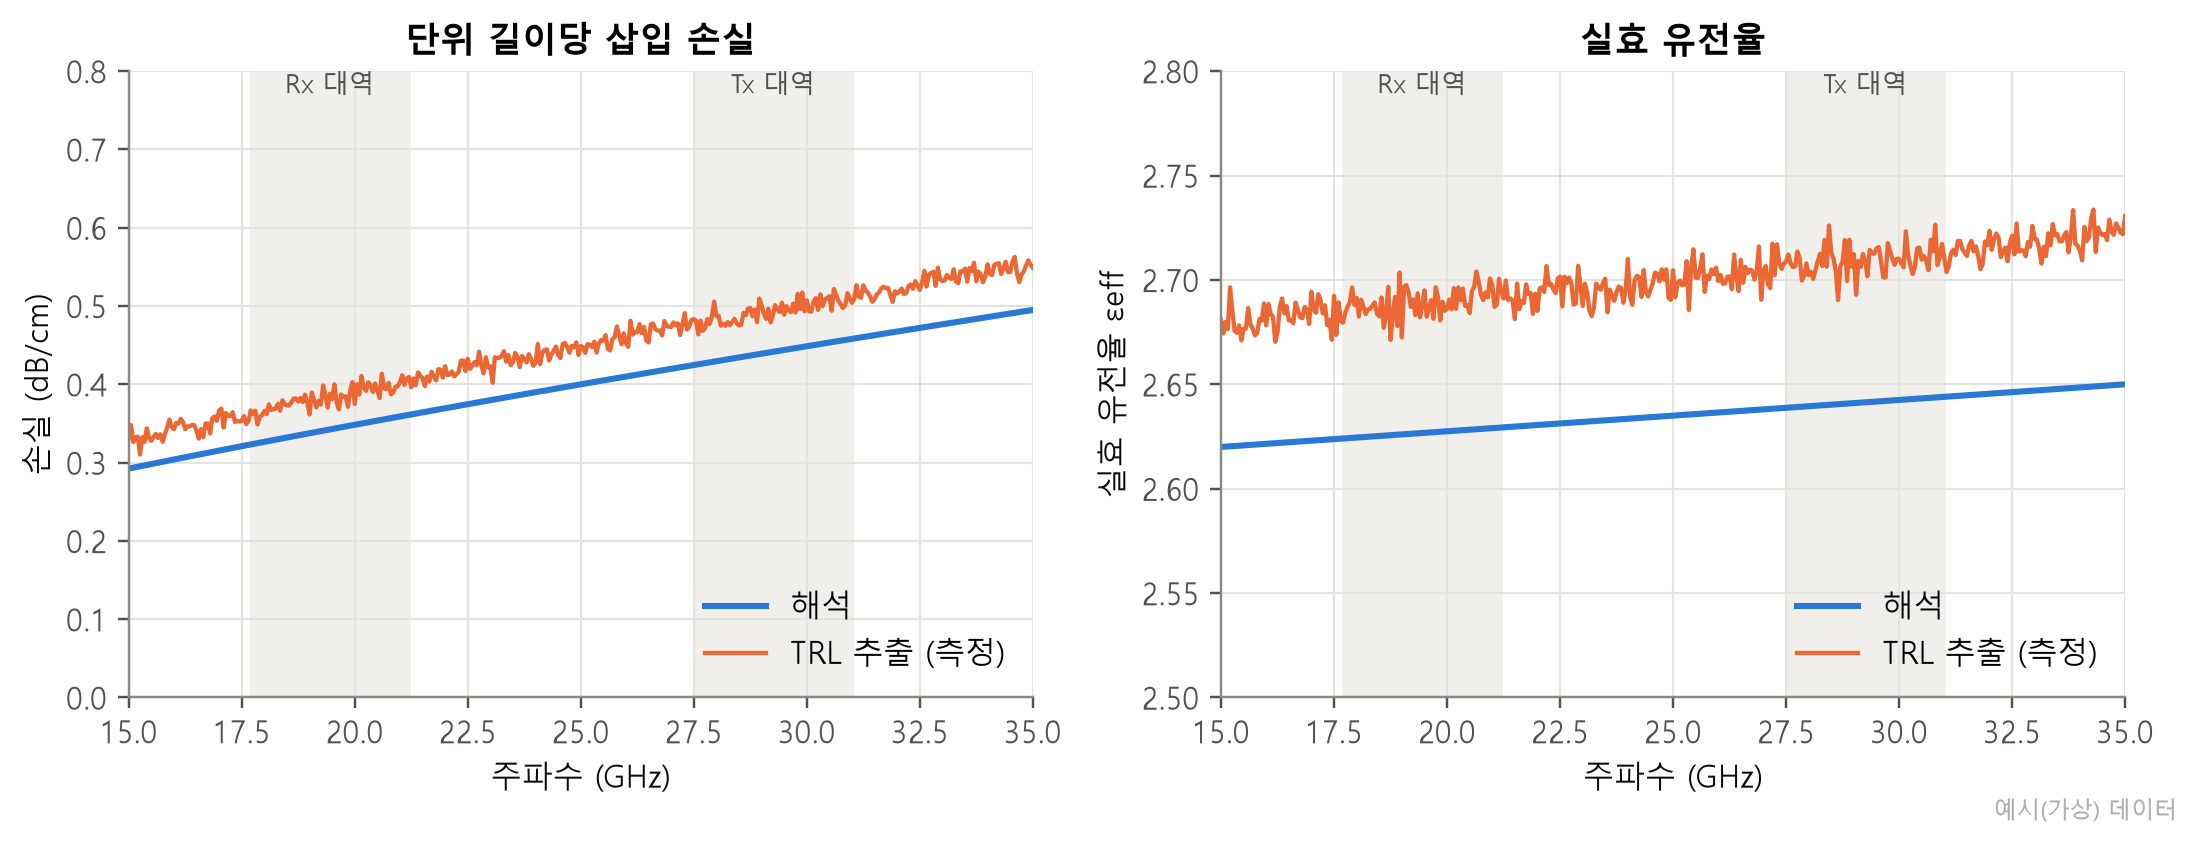 단위 길이당 삽입 손실
Rx 대역
Tx 대역
0.8
0.7
0.6
0.5
0.4
0.3
0.2
0.1
0.0
손실 (dB/cm)
해석
TRL 추출 (측정)
15.0 17.5 20.0 22.5 25.0 27.5 30.0 32.5 35.0
주파수 (GHz)
실효 유전율
Rx 대역
Tx 대역
2.80
2.75
2.70
2.65
2.60
2.55
2.50
실효 유전율 εeff
해석
TRL 추출 (측정)
15.0 17.5 20.0 22.5 25.0 27.5 30.0 32.5 35.0
주파수 (GHz)
예시(가상) 데이터